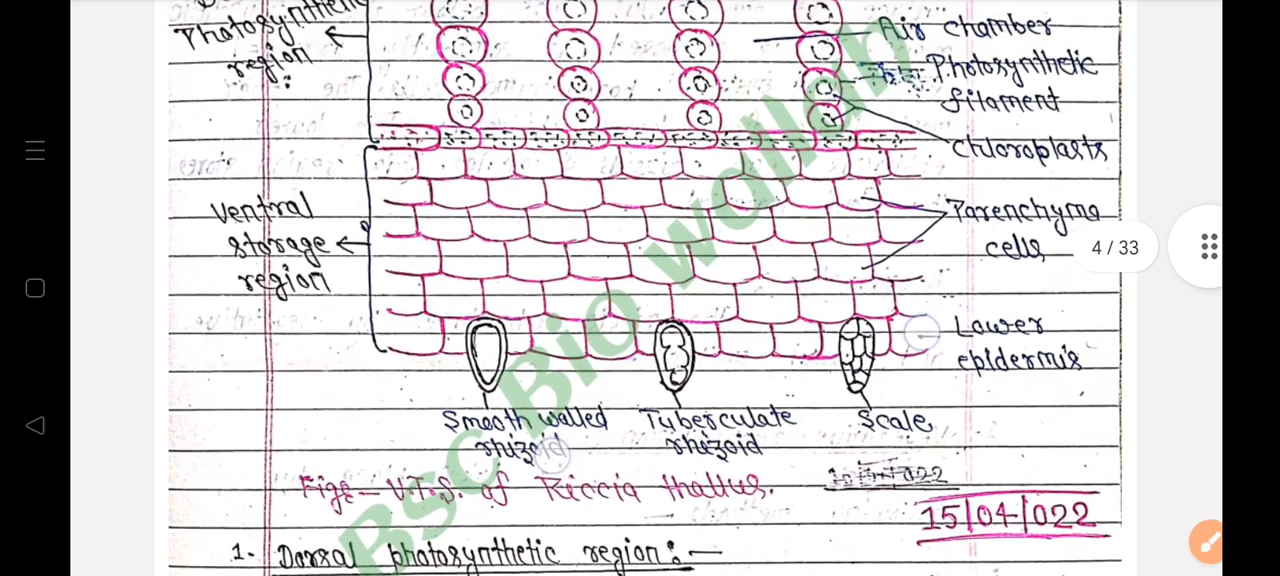 Photosynthetic
region
:
Air chamber
Photosynthetic
filament
Chloroplasts
Ventral
storage
region
Parenchyma
cells
4 / 33
Lower
epidermis
Smooth walled
rhizoid
Tuberculate
rhizoid
Scale
Fig:- V.T.S. of Riccia thallus.
15/04/022
1. Dorsal photosynthetic region:-
BSc Bio wallah